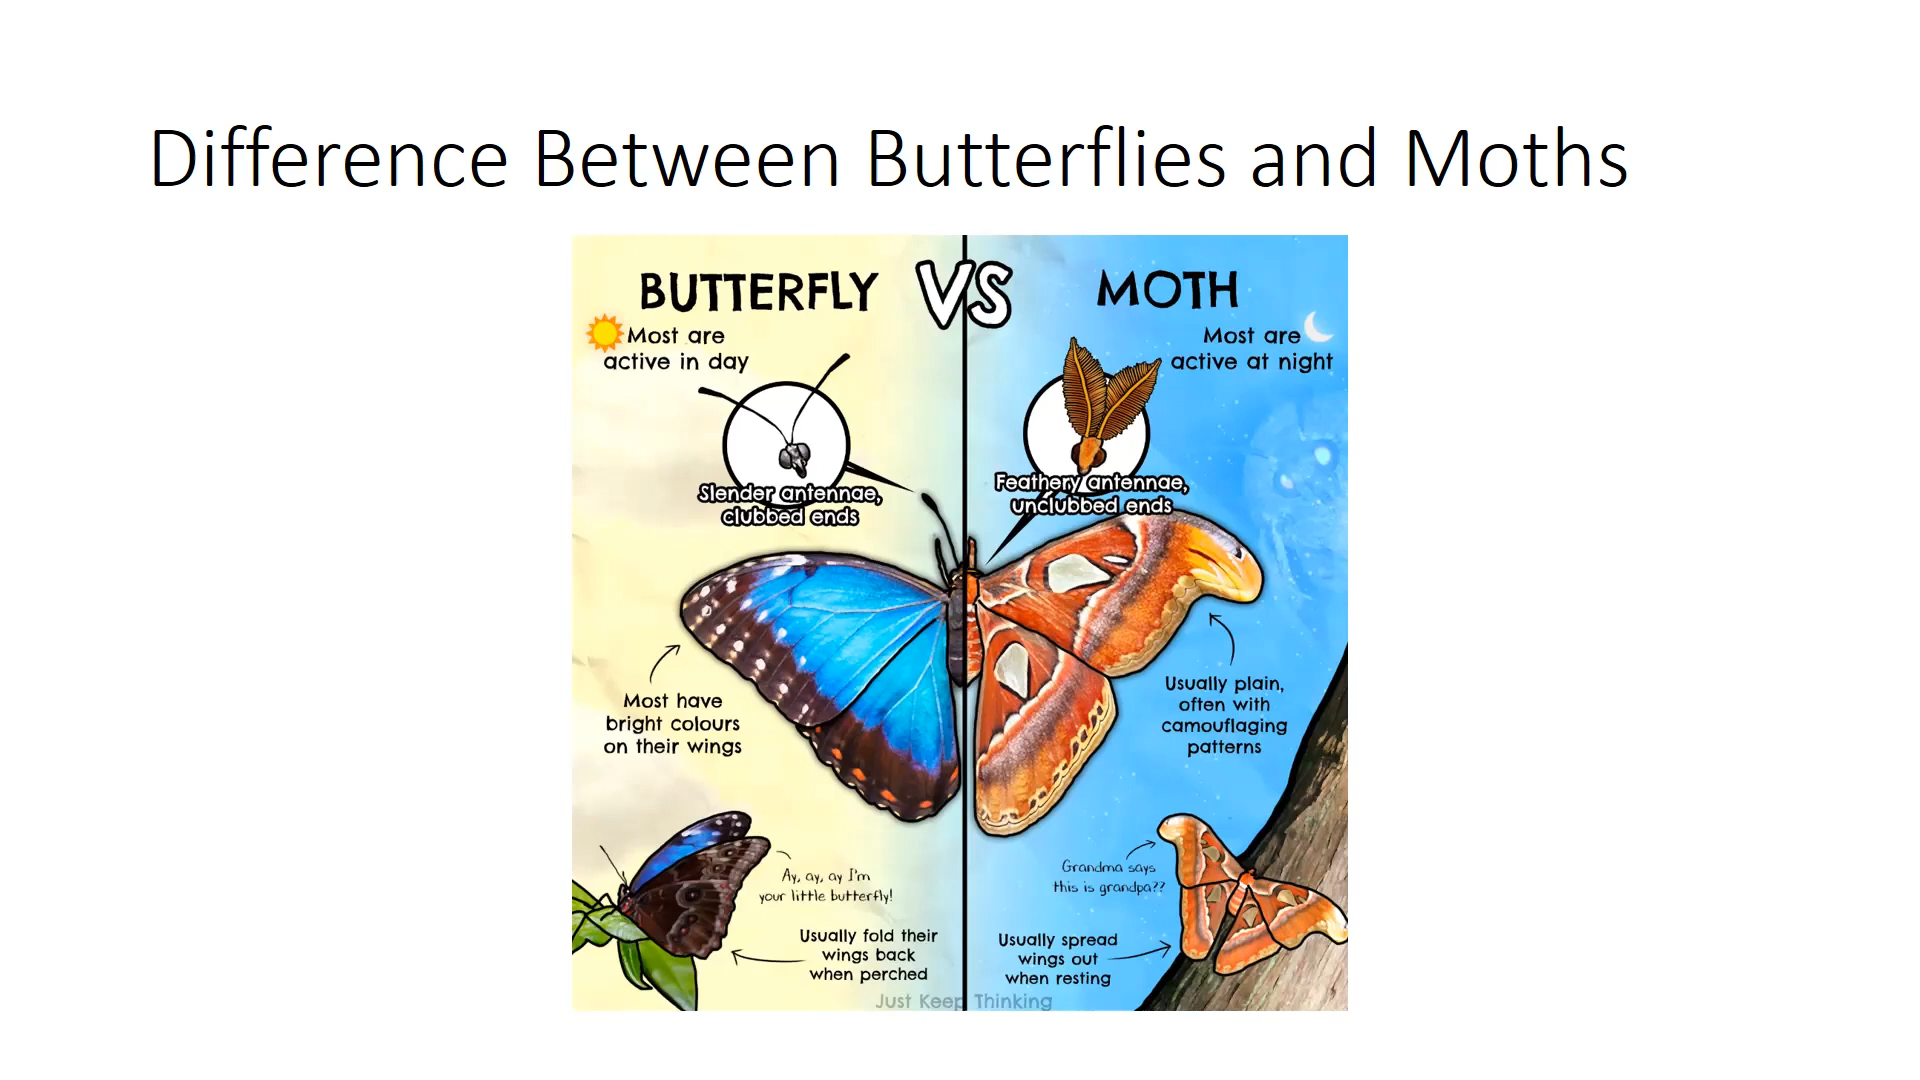 Difference Between Butterflies and Moths
BUTTERFLY VS MOTH
Most are
active in day
Most are
active at night
Slender antennae,
clubbed ends
Feathery antennae,
unclubbed ends
Most have
bright colours
on their wings
Usually plain,
often with
camouflaging
patterns
Ay, ay, ay I'm
your little butterfly!
Grandma says
this is grandpa??
Usually fold their
wings back
when perched
Usually spread
wings out
when resting
Just Keep Thinking